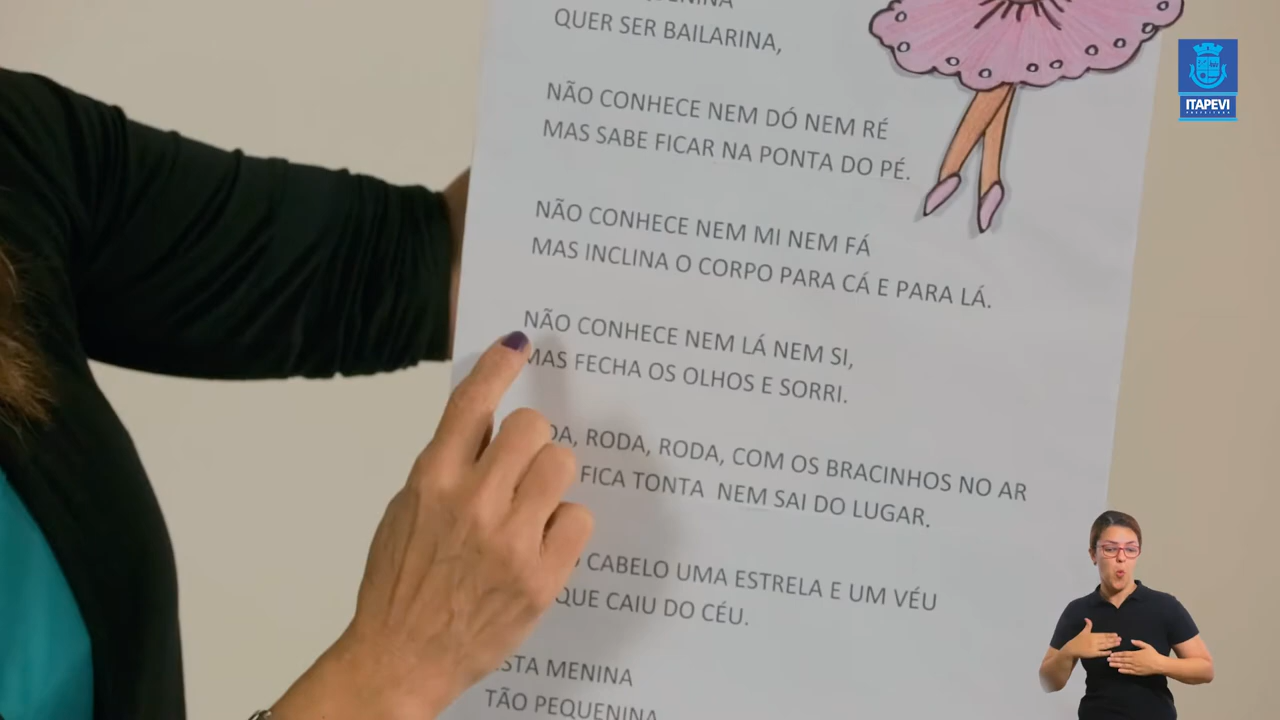 QUER SER BAILARINA,
NÃO CONHECE NEM DÓ NEM RÉ
MAS SABE FICAR NA PONTA DO PÉ.
NÃO CONHECE NEM MI NEM FÁ
MAS INCLINA O CORPO PARA CÁ E PARA LÁ.
NÃO CONHECE NEM LÁ NEM SI,
MAS FECHA OS OLHOS E SORRI.
RODA, RODA, COM OS BRACINHOS NO AR
FICA TONTA NEM SAI DO LUGAR.
CABELO UMA ESTRELA E UM VÉU
QUE CAIU DO CÉU.
ESTA MENINA
TÃO PEQUENINA
ITAPEVI
PREFEITURA